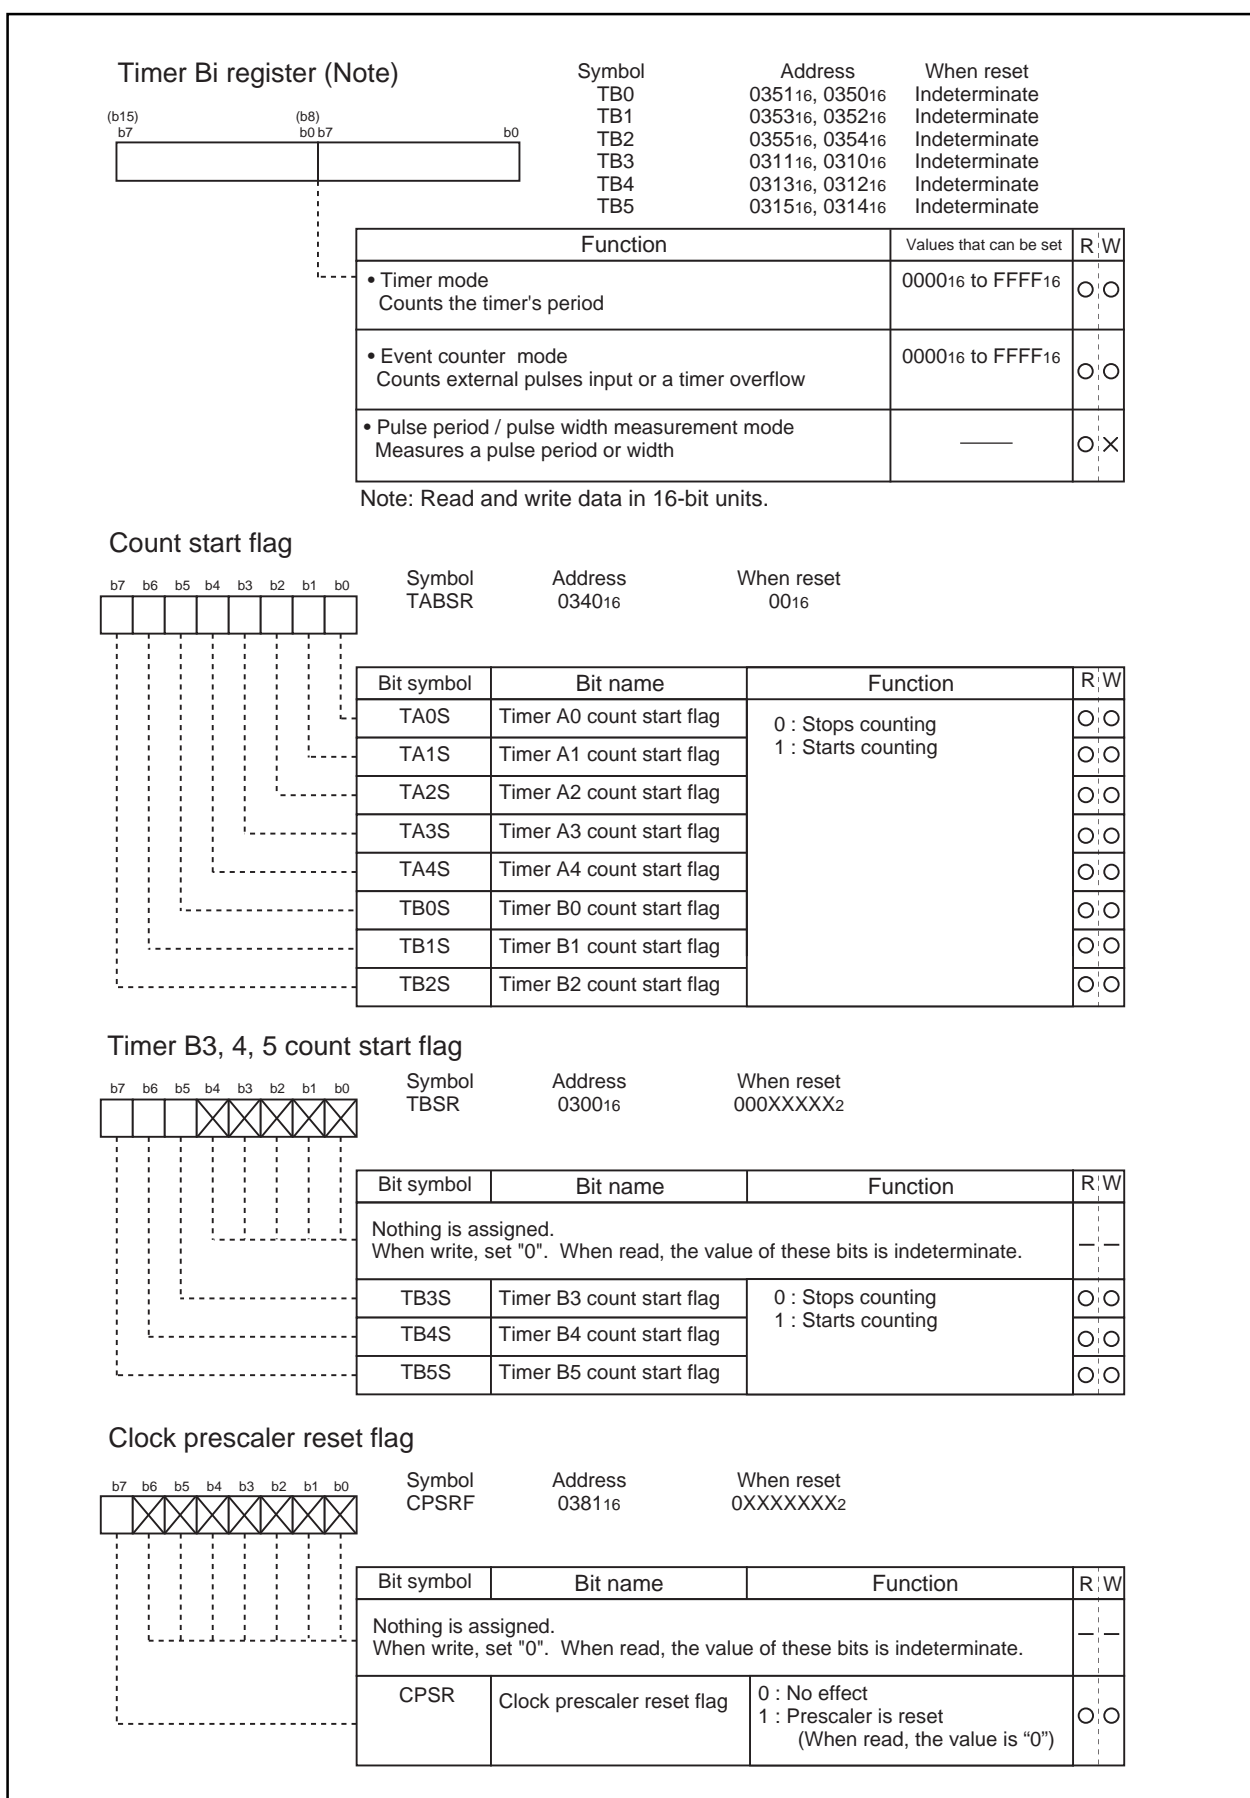 Timer Bi register (Note)
Symbol Address When reset
TB0 035116, 035016 Indeterminate
TB1 035316, 035216 Indeterminate
TB2 035516, 035416 Indeterminate
TB3 031116, 031016 Indeterminate
TB4 031316, 031216 Indeterminate
TB5 031516, 031416 Indeterminate
(b15) (b8)
b7 b0 b7 b0
Function Values that can be set R W
• Timer mode 000016 to FFFF16
Counts the timer's period
• Event counter mode 000016 to FFFF16
Counts external pulses input or a timer overflow
• Pulse period / pulse width measurement mode
Measures a pulse period or width
Note: Read and write data in 16-bit units.
Count start flag
b7 b6 b5 b4 b3 b2 b1 b0
Symbol Address When reset
TABSR 034016 0016
Bit symbol Bit name Function R W
TA0S Timer A0 count start flag 0 : Stops counting
TA1S Timer A1 count start flag 1 : Starts counting
TA2S Timer A2 count start flag
TA3S Timer A3 count start flag
TA4S Timer A4 count start flag
TB0S Timer B0 count start flag
TB1S Timer B1 count start flag
TB2S Timer B2 count start flag
Timer B3, 4, 5 count start flag
b7 b6 b5 b4 b3 b2 b1 b0
Symbol Address When reset
TBSR 030016 000XXXXX2
Bit symbol Bit name Function R W
Nothing is assigned.
When write, set "0". When read, the value of these bits is indeterminate.
TB3S Timer B3 count start flag 0 : Stops counting
TB4S Timer B4 count start flag 1 : Starts counting
TB5S Timer B5 count start flag
Clock prescaler reset flag
b7 b6 b5 b4 b3 b2 b1 b0
Symbol Address When reset
CPSRF 038116 0XXXXXXX2
Bit symbol Bit name Function R W
Nothing is assigned.
When write, set "0". When read, the value of these bits is indeterminate.
CPSR Clock prescaler reset flag 0 : No effect
1 : Prescaler is reset
(When read, the value is “0”)